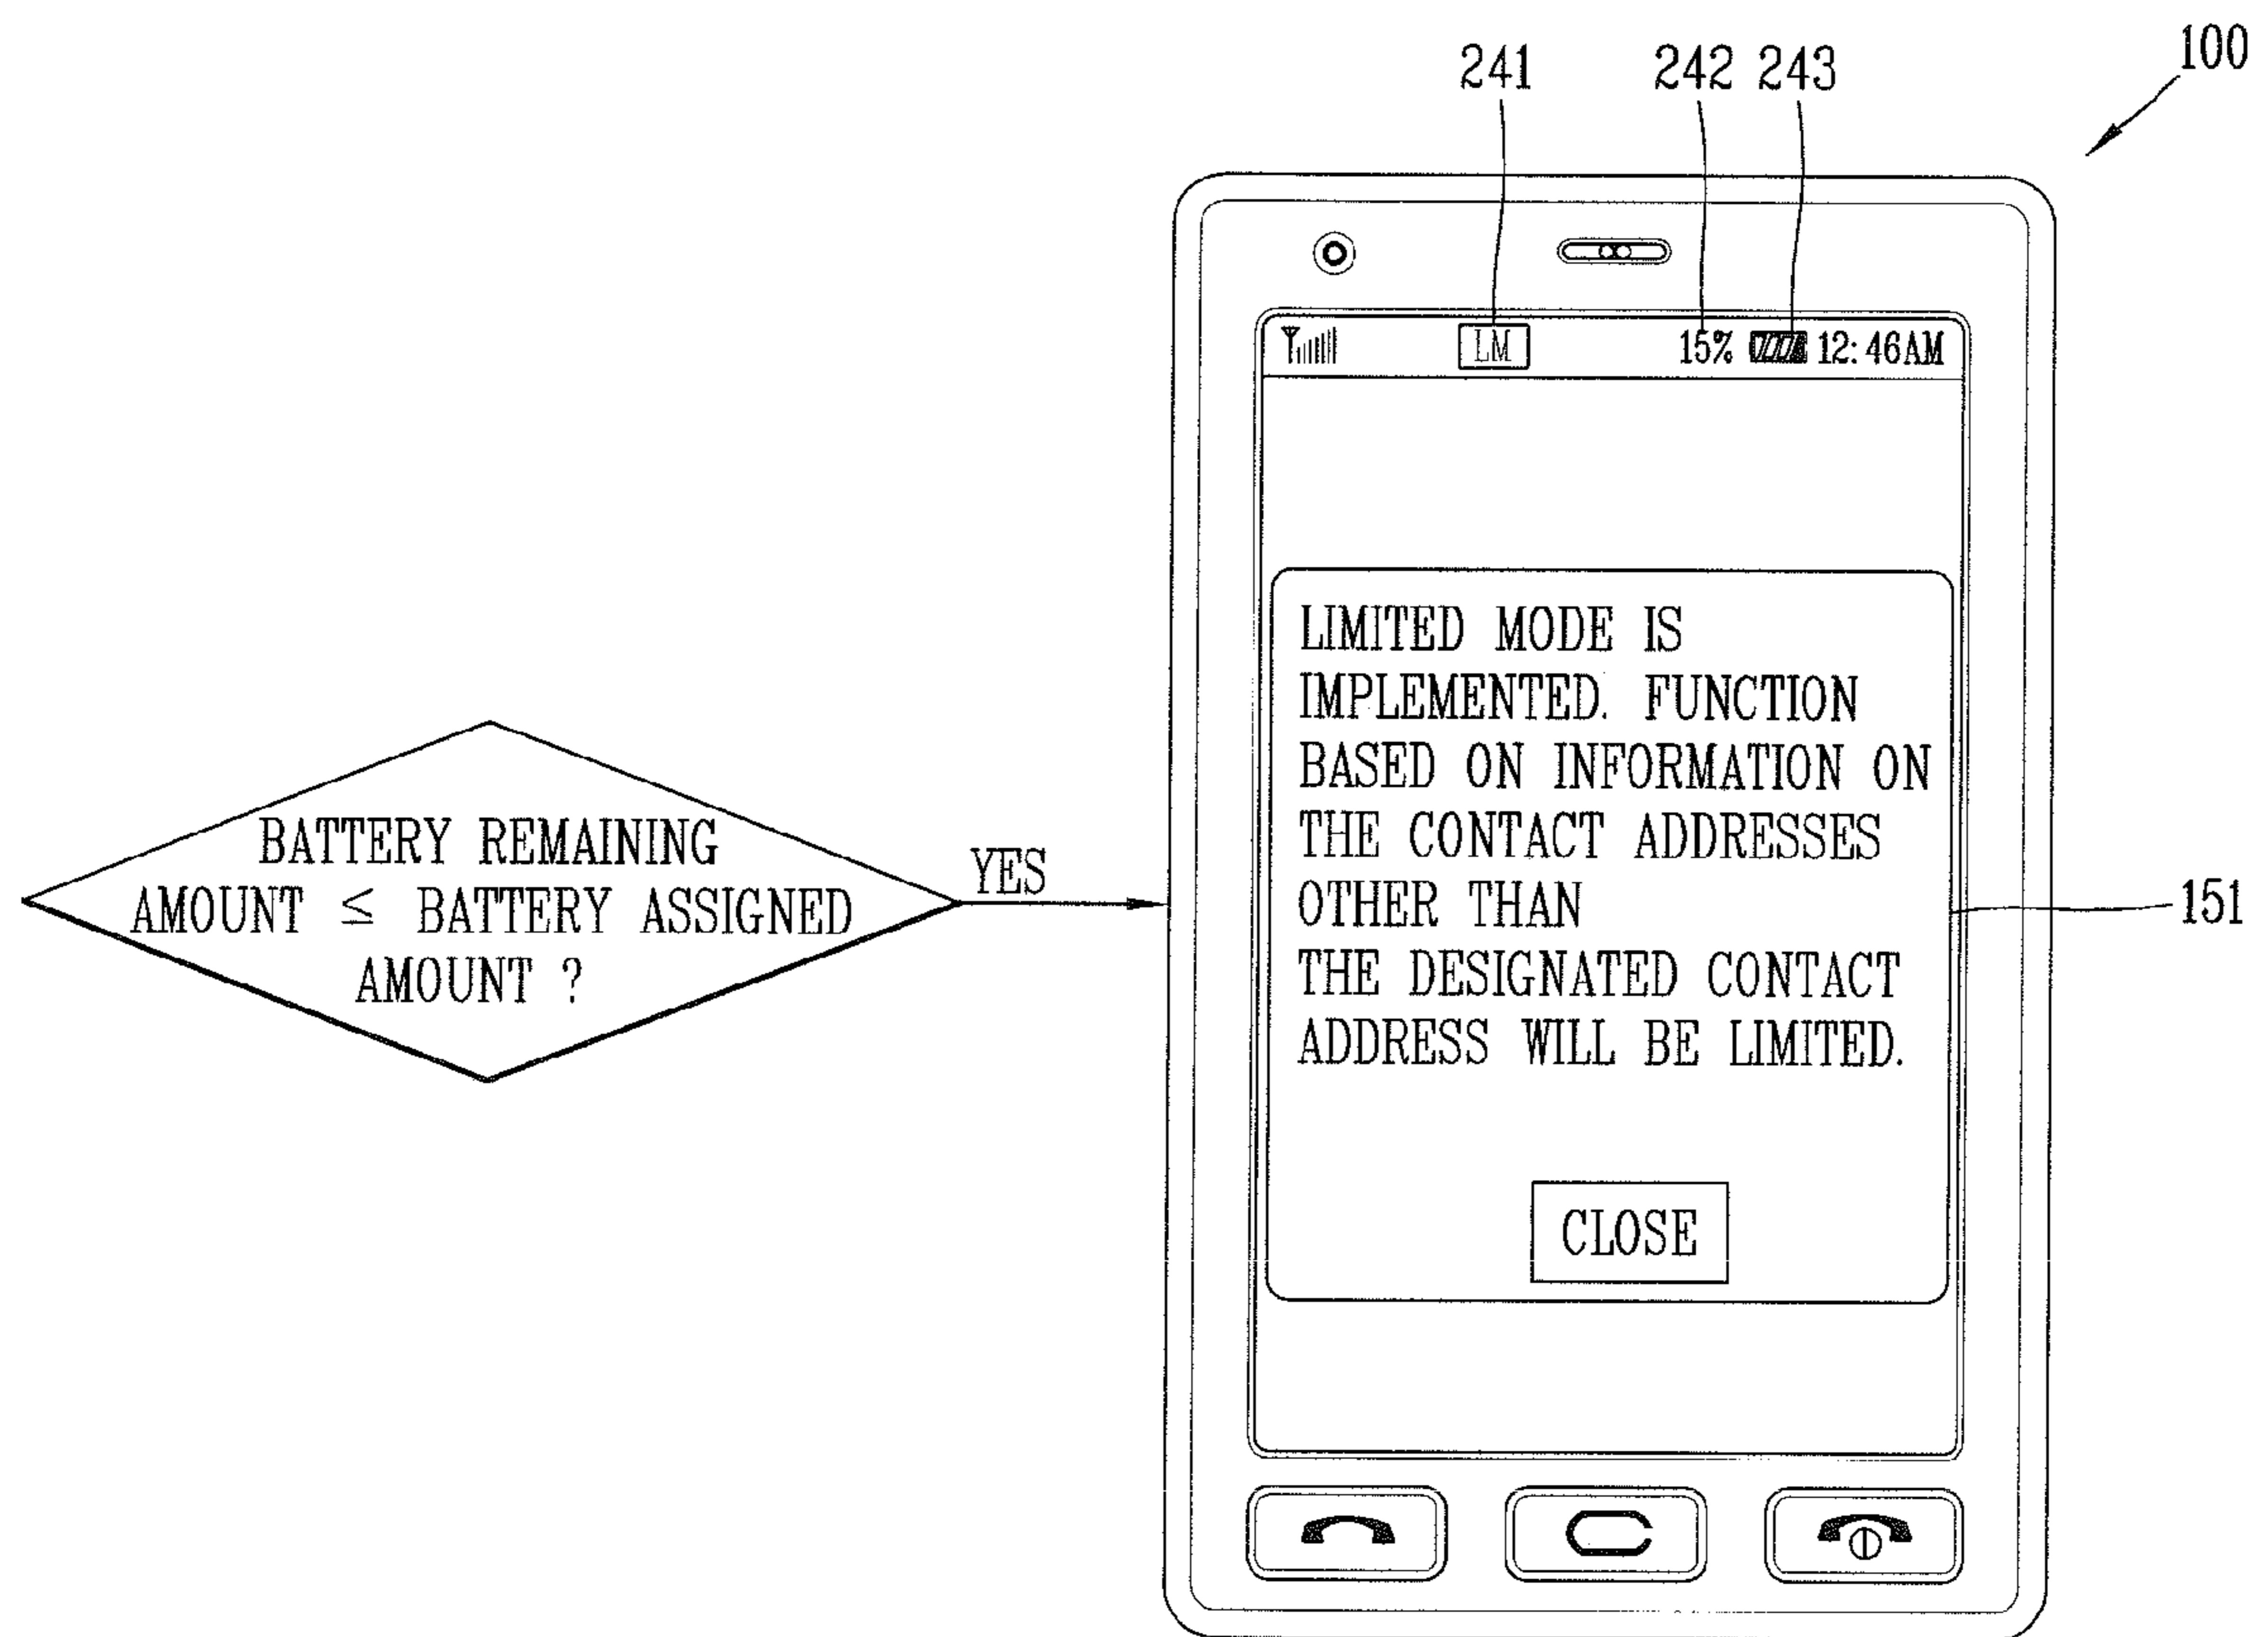 100
241 242 243
LM 15% 12:46AM
LIMITED MODE IS
IMPLEMENTED. FUNCTION
BASED ON INFORMATION ON
THE CONTACT ADDRESSES
OTHER THAN
THE DESIGNATED CONTACT
ADDRESS WILL BE LIMITED.
CLOSE
151
BATTERY REMAINING
AMOUNT ≤ BATTERY ASSIGNED
AMOUNT ?
YES